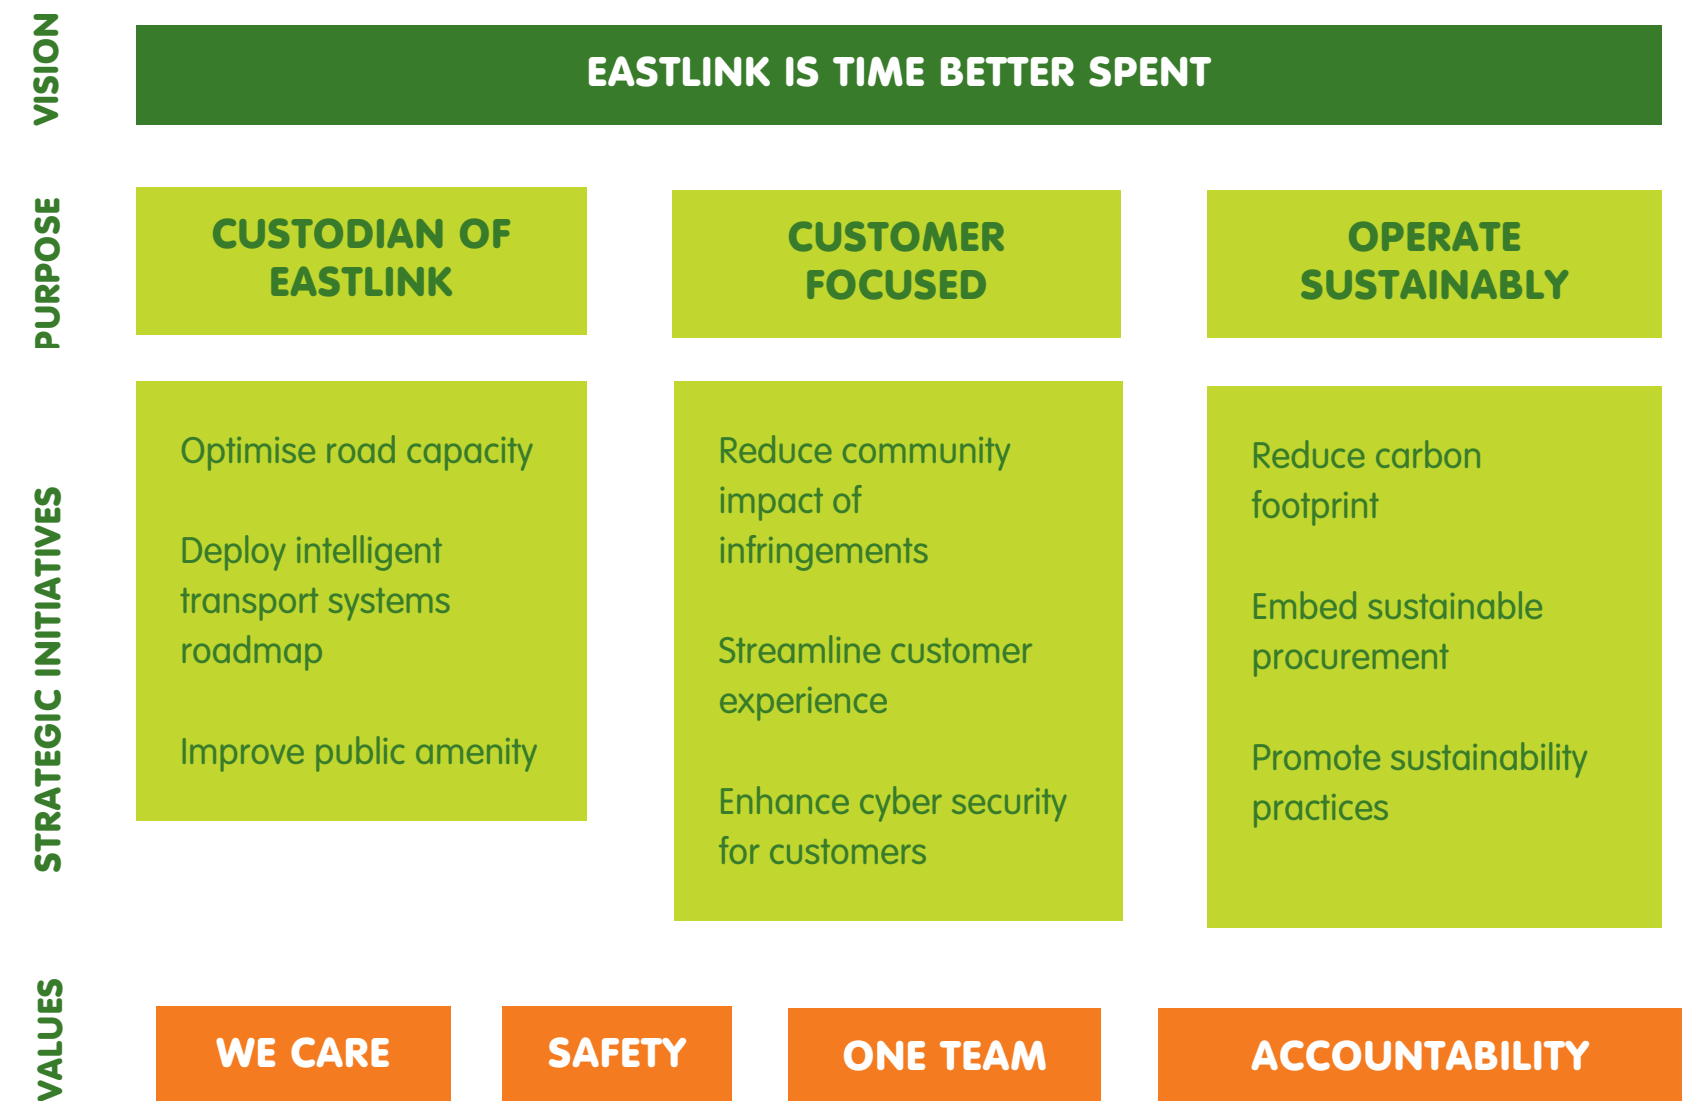 VISION
EASTLINK IS TIME BETTER SPENT
PURPOSE
CUSTODIAN OF
EASTLINK
CUSTOMER
FOCUSED
OPERATE
SUSTAINABLY
STRATEGIC INITIATIVES
Optimise road capacity
Deploy intelligent
transport systems
roadmap
Improve public amenity
Reduce community
impact of
infringements
Streamline customer
experience
Enhance cyber security
for customers
Reduce carbon
footprint
Embed sustainable
procurement
Promote sustainability
practices
VALUES
WE CARE
SAFETY
ONE TEAM
ACCOUNTABILITY